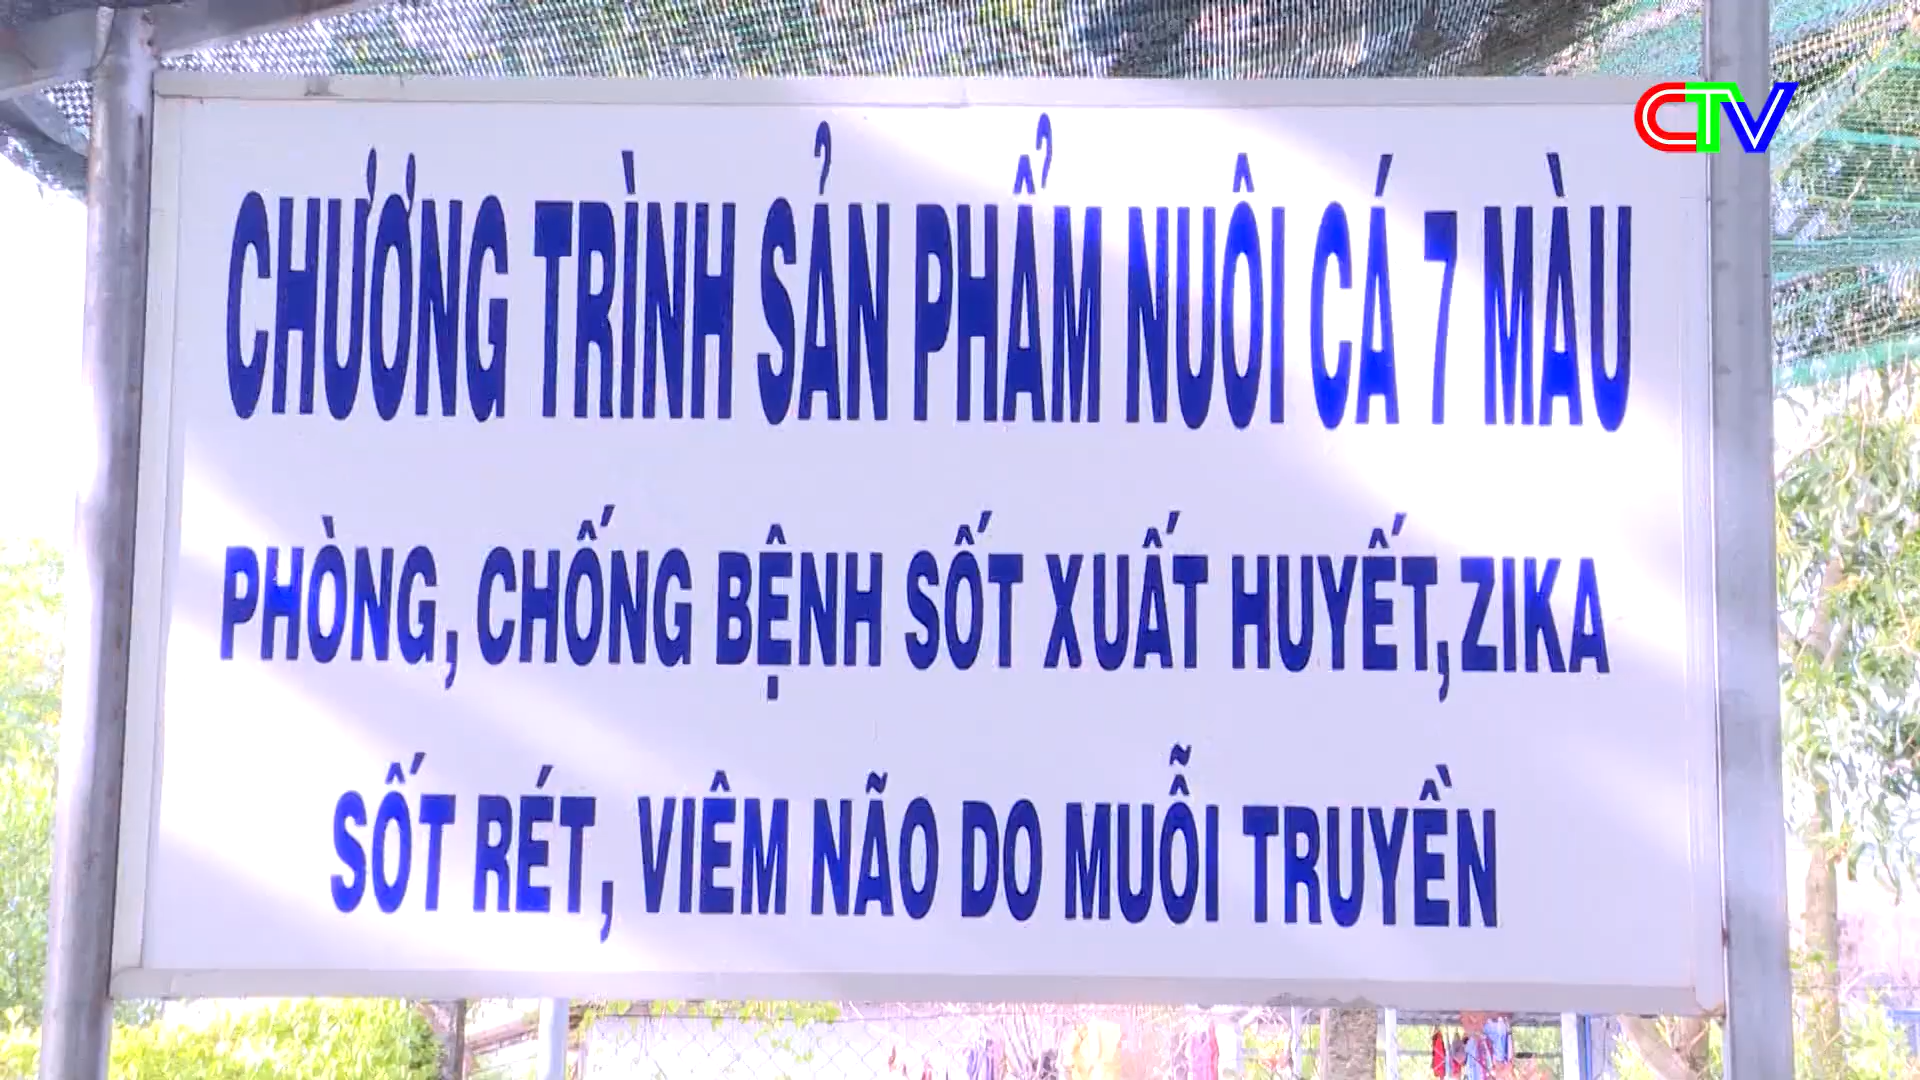 CTV
CHƯƠNG TRÌNH SẢN PHẨM NUÔI CÁ 7 MÀU
PHÒNG, CHỐNG BỆNH SỐT XUẤT HUYẾT, ZIKA
SỐT RÉT, VIÊM NÃO DO MUỖI TRUYỀN